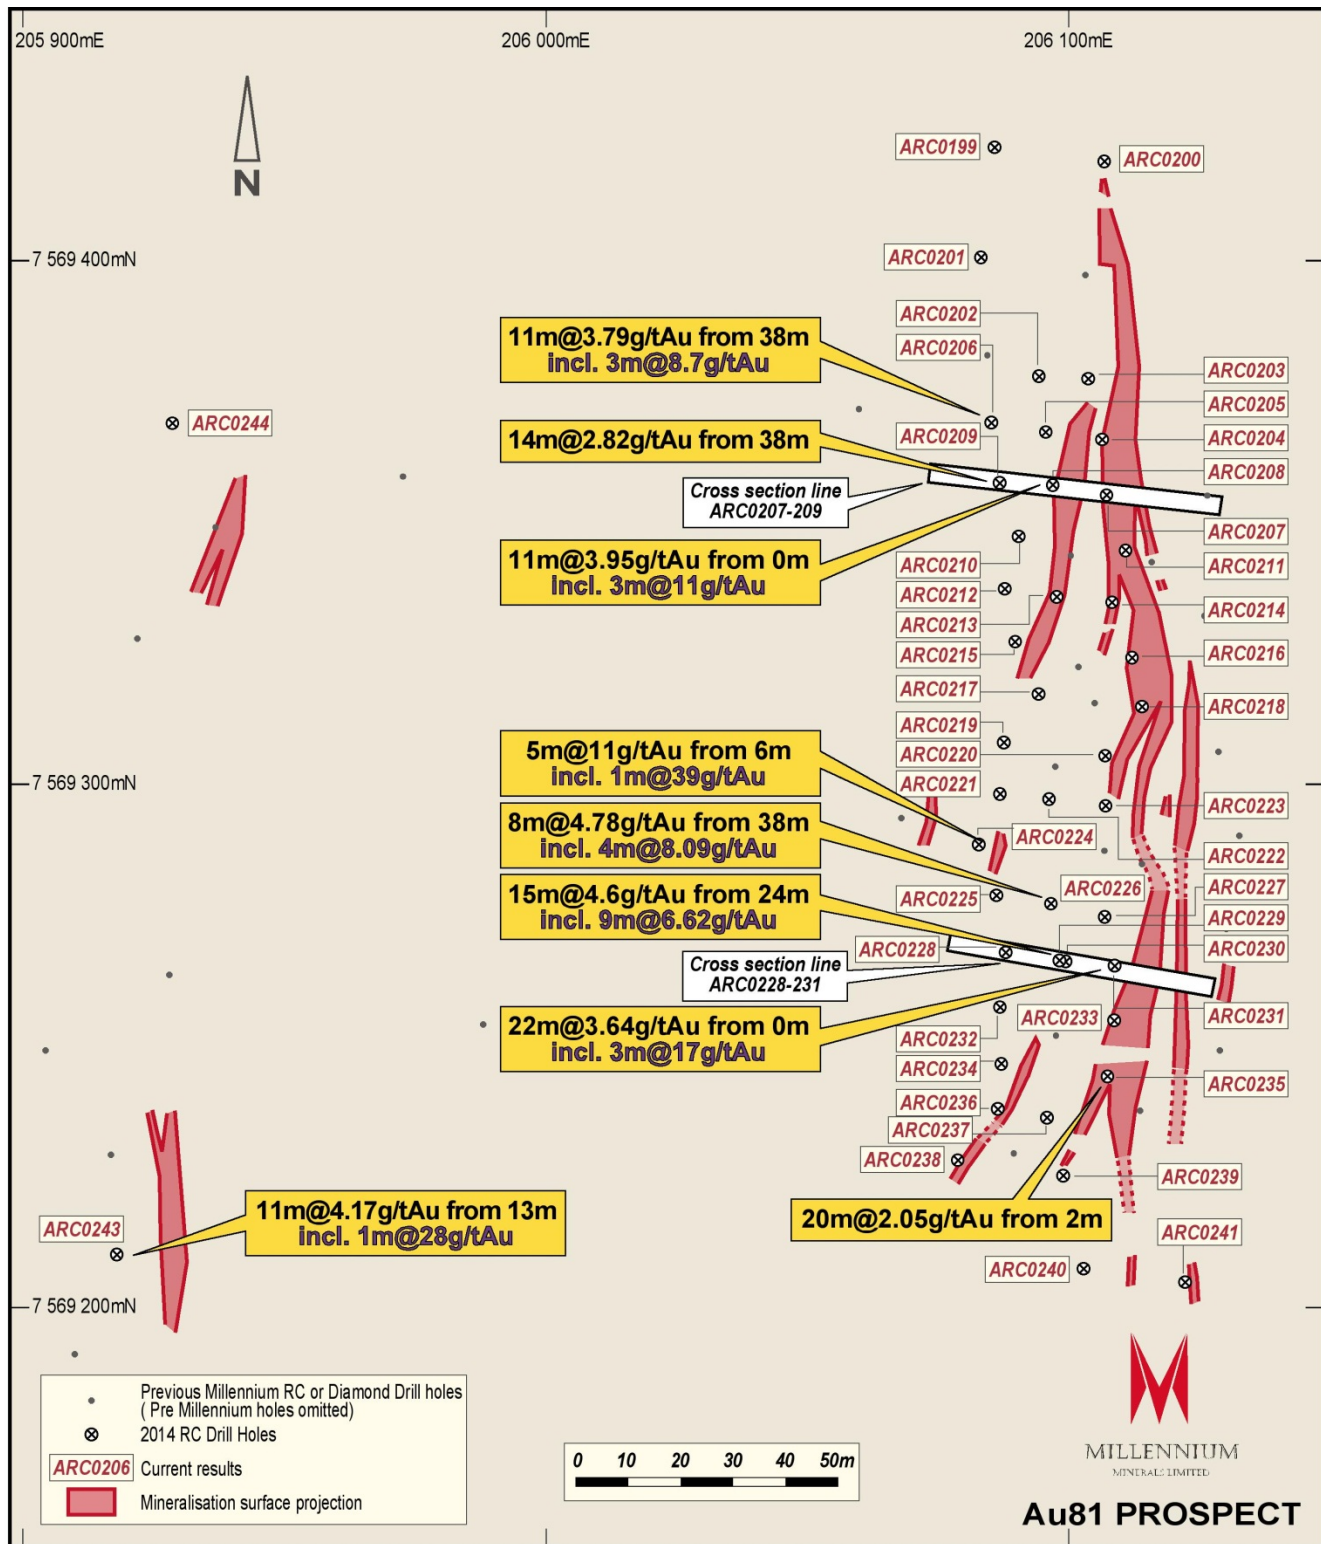 205 900mE
206 000mE
206 100mE
N
ARC0199
ARC0200
7 569 400mN
ARC0201
ARC0202
11m@3.79g/tAu from 38m
incl. 3m@8.7g/tAu
ARC0206
ARC0203
ARC0205
ARC0244
14m@2.82g/tAu from 38m
ARC0209
ARC0204
ARC0208
Cross section line
ARC0207-209
ARC0207
11m@3.95g/tAu from 0m
incl. 3m@11g/tAu
ARC0210
ARC0211
ARC0212
ARC0214
ARC0213
ARC0215
ARC0216
ARC0217
ARC0218
ARC0219
5m@11g/tAu from 6m
incl. 1m@39g/tAu
ARC0220
ARC0221
7 569 300mN
ARC0223
8m@4.78g/tAu from 38m
incl. 4m@8.09g/tAu
ARC0224
ARC0222
ARC0225
ARC0226
ARC0227
15m@4.6g/tAu from 24m
incl. 9m@6.62g/tAu
ARC0229
ARC0228
ARC0230
Cross section line
ARC0228-231
22m@3.64g/tAu from 0m
incl. 3m@17g/tAu
ARC0233
ARC0231
ARC0232
ARC0234
ARC0235
ARC0236
ARC0237
ARC0238
ARC0239
11m@4.17g/tAu from 13m
incl. 1m@28g/tAu
20m@2.05g/tAu from 2m
ARC0243
ARC0241
ARC0240
7 569 200mN
Previous Millennium RC or Diamond Drill holes
( Pre Millennium holes omitted)
2014 RC Drill Holes
ARC0206 Current results
Mineralisation surface projection
0 10 20 30 40 50m
MILLENNIUM
MINERALS LIMITED
Au81 PROSPECT